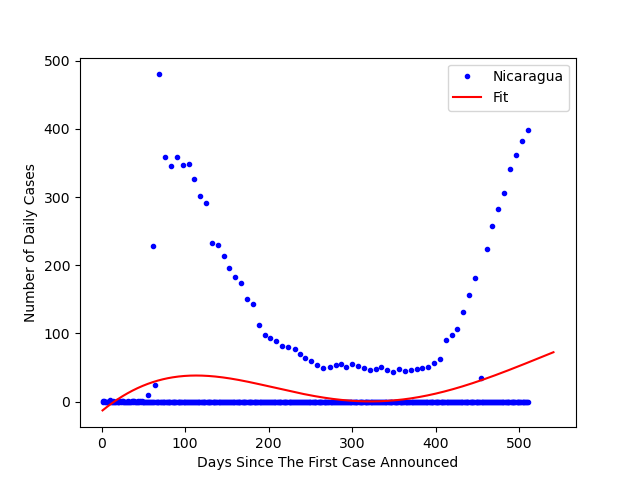 Nicaragua
Fit
500
400
300
200
100
0
Number of Daily Cases
0 100 200 300 400 500
Days Since The First Case Announced